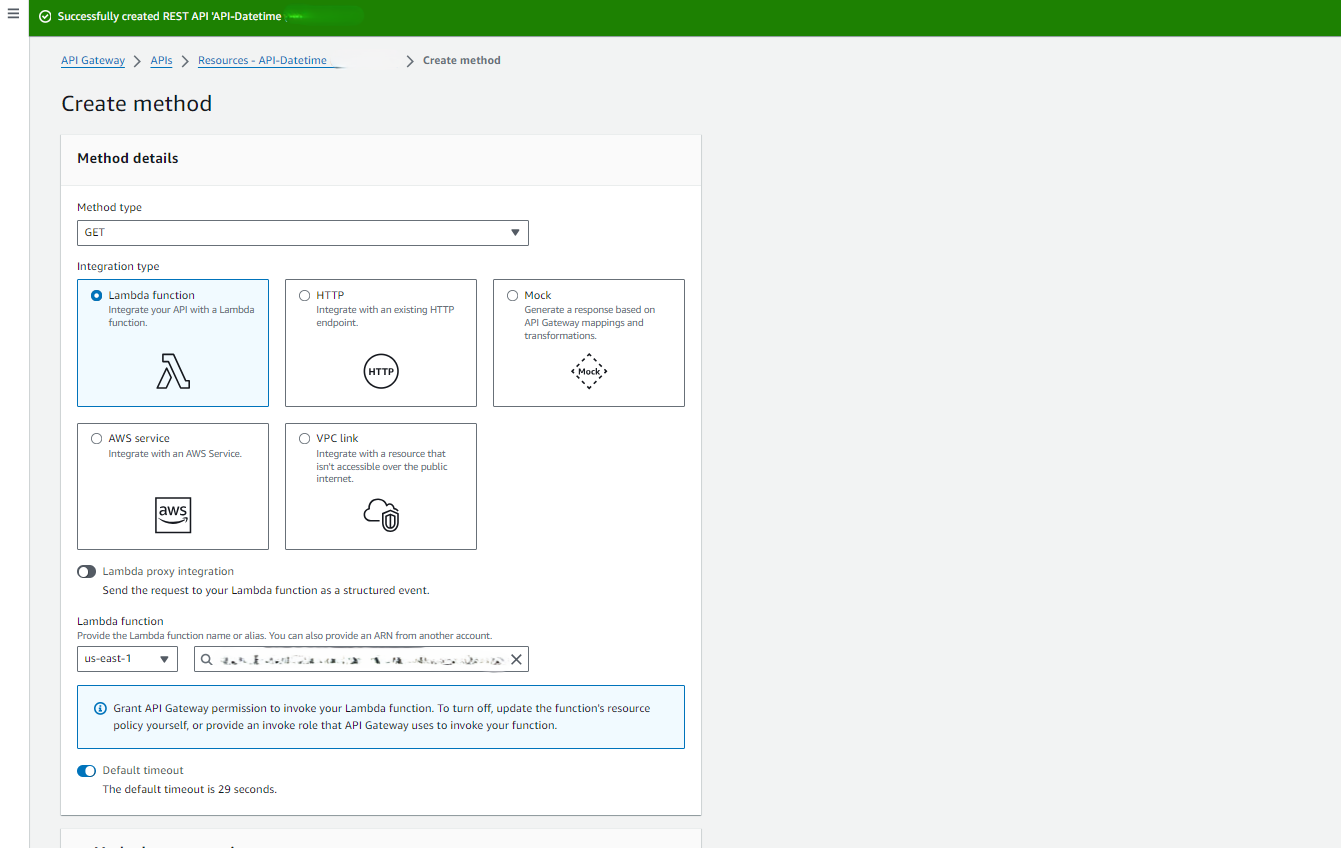 Successfully created REST API 'API-Datetime
API Gateway > APIs > Resources - API-Datetime > Create method
Create method
Method details
Method type
GET
Integration type
Lambda function
Integrate your API with a Lambda
function.
HTTP
Integrate with an existing HTTP
endpoint.
HTTP
Mock
Generate a response based on
API Gateway mappings and
transformations.
Mock
AWS service
Integrate with an AWS Service.
aws
VPC link
Integrate with a resource that
isn't accessible over the public
internet.
Lambda proxy integration
Send the request to your Lambda function as a structured event.
Lambda function
Provide the Lambda function name or alias. You can also provide an ARN from another account.
us-east-1
Grant API Gateway permission to invoke your Lambda function. To turn off, update the function's resource
policy yourself, or provide an invoke role that API Gateway uses to invoke your function.
Default timeout
The default timeout is 29 seconds.